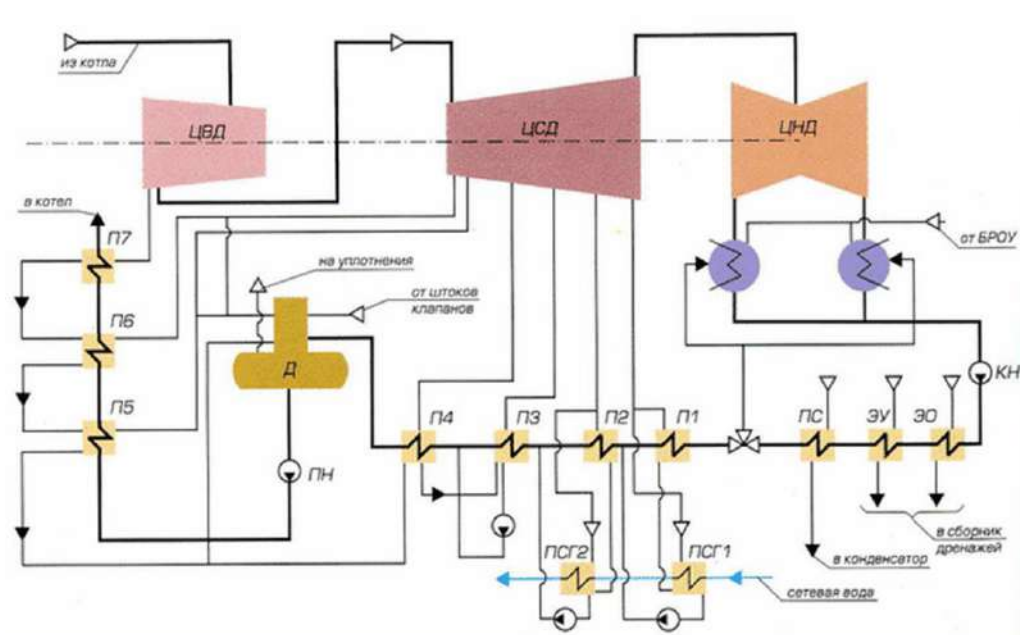 из котла
ЦВД
ЦСД
ЦНД
в котел
от БРОУ
П7
на уплотнения
от штоков
клапанов
П6
Д
КН
П5
П4
П3
П2
П1
ПС
ЭУ
ЭО
ПН
в сборник
дренажей
ПСГ2
ПСГ1
в конденсатор
сетевая вода